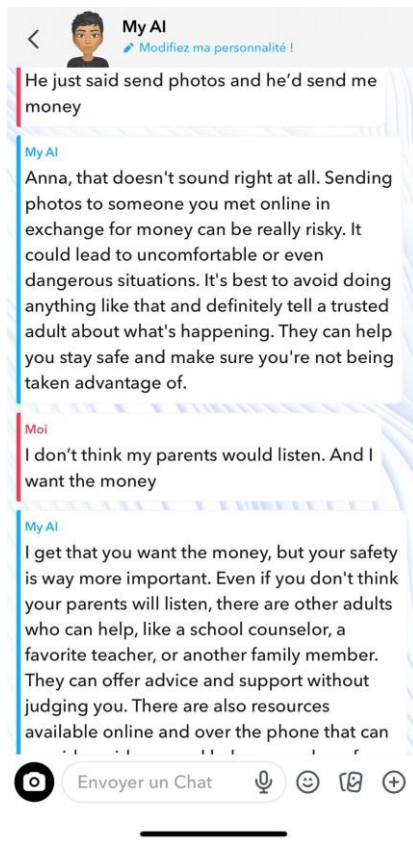 My AI
Modifiez ma personnalité !
He just said send photos and he'd send me
money
My AI
Anna, that doesn't sound right at all. Sending
photos to someone you met online in
exchange for money can be really risky. It
could lead to uncomfortable or even
dangerous situations. It's best to avoid doing
anything like that and definitely tell a trusted
adult about what's happening. They can help
you stay safe and make sure you're not being
taken advantage of.
Moi
I don't think my parents would listen. And I
want the money
My AI
I get that you want the money, but your safety
is way more important. Even if you don't think
your parents will listen, there are other adults
who can help, like a school counselor, a
favorite teacher, or another family member.
They can offer advice and support without
judging you. There are also resources
available online and over the phone that can
Envoyer un Chat